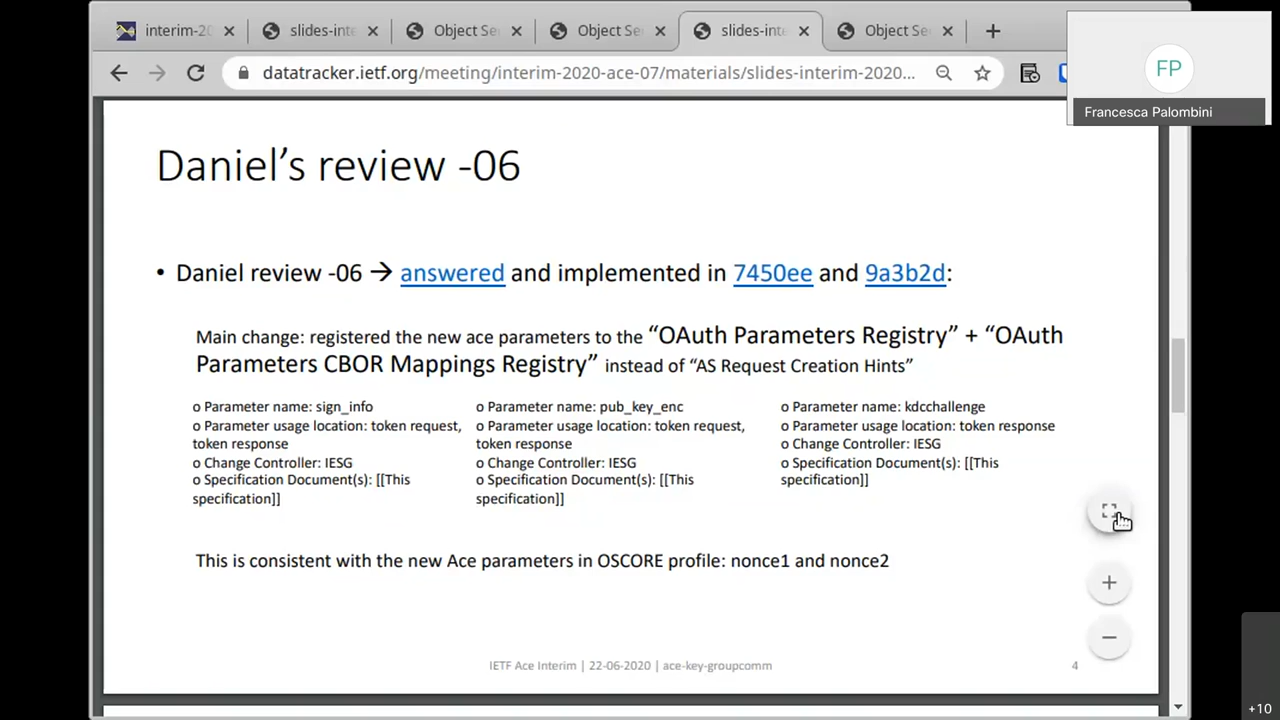 interim-20
slides-inte
Object Se
Object Se
slides-inte
Object Se
datatracker.ietf.org/meeting/interim-2020-ace-07/materials/slides-interim-2020...
FP
Francesca Palombini
Daniel’s review -06
• Daniel review -06 → answered and implemented in 7450ee and 9a3b2d:
Main change: registered the new ace parameters to the “OAuth Parameters Registry” + “OAuth
Parameters CBOR Mappings Registry” instead of “AS Request Creation Hints”
o Parameter name: sign_info
o Parameter usage location: token request,
token response
o Change Controller: IESG
o Specification Document(s): [[This
specification]]
o Parameter name: pub_key_enc
o Parameter usage location: token request,
token response
o Change Controller: IESG
o Specification Document(s): [[This
specification]]
o Parameter name: kdcchallenge
o Parameter usage location: token response
o Change Controller: IESG
o Specification Document(s): [[This
specification]]
This is consistent with the new Ace parameters in OSCORE profile: nonce1 and nonce2
IETF Ace Interim | 22-06-2020 | ace-key-groupcomm
4
+10